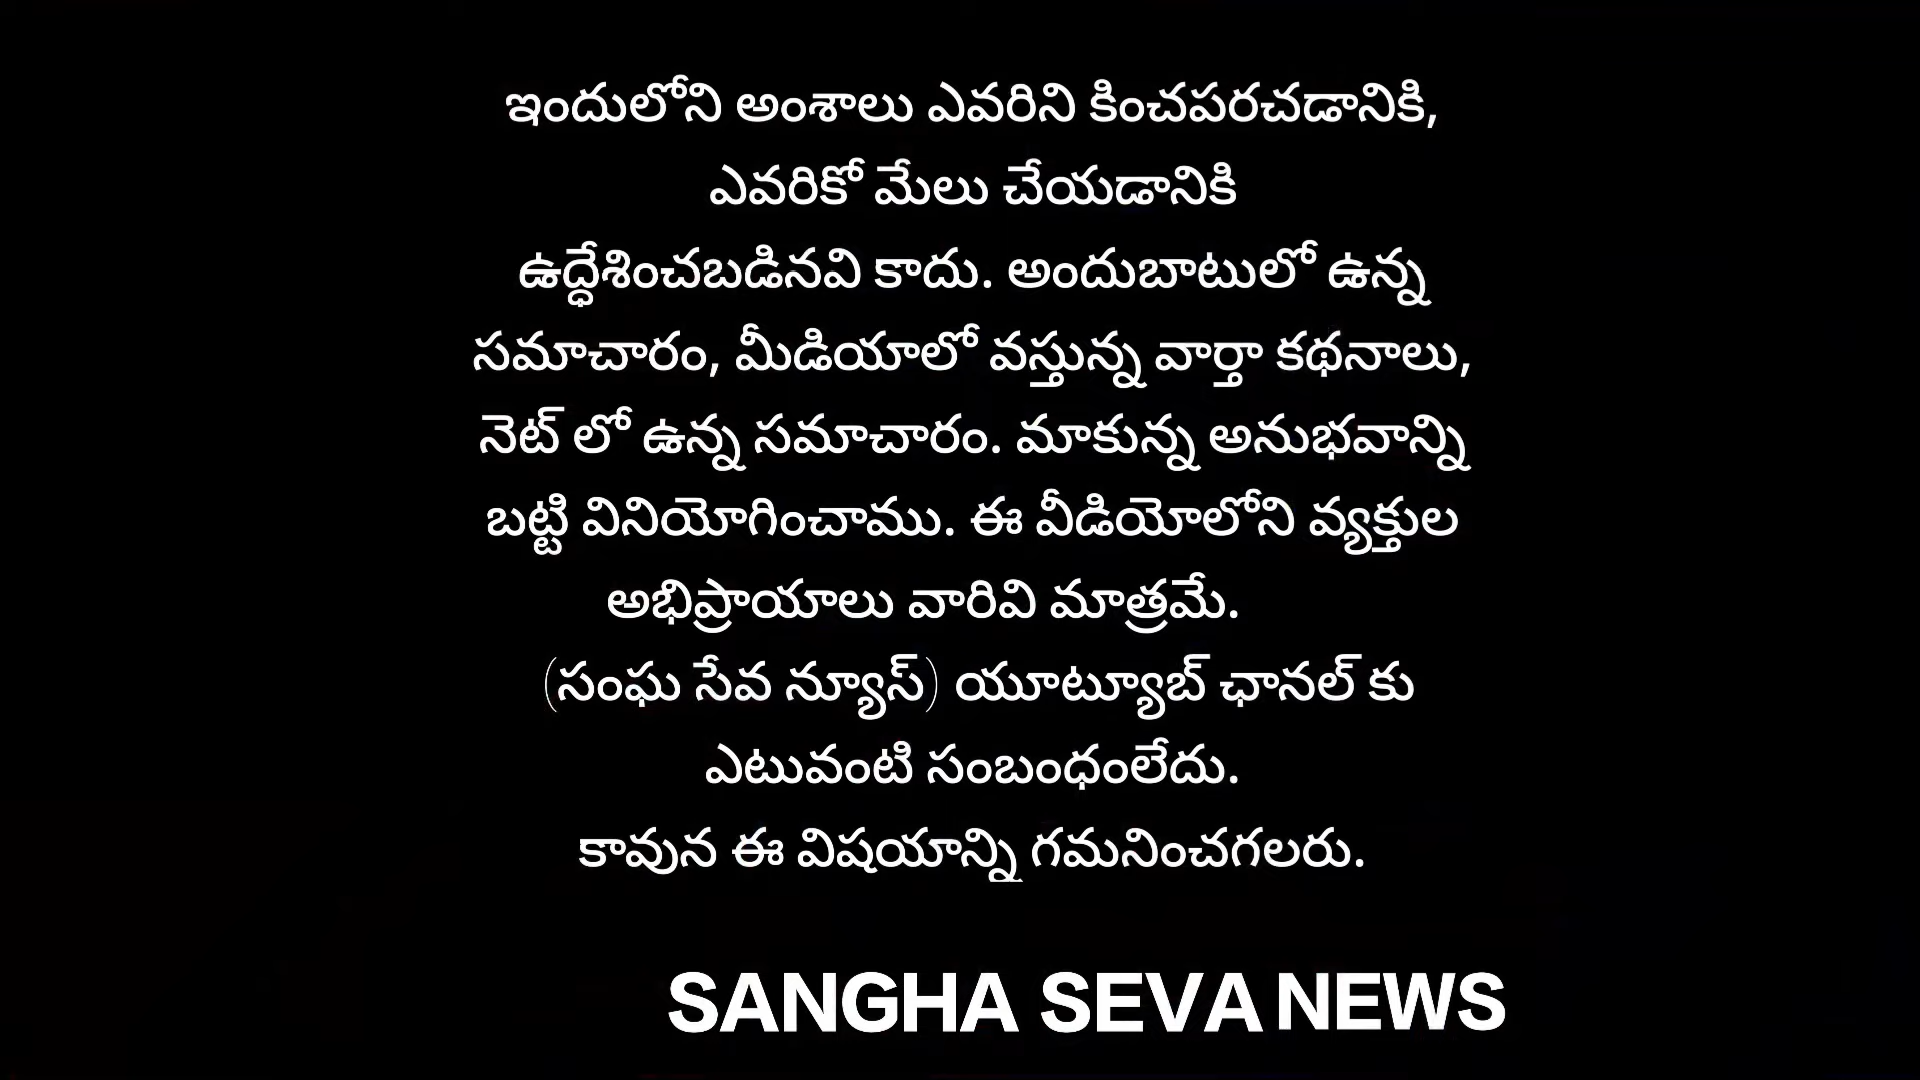 ఇందులోని అంశాలు ఎవరిని కించపరచడానికి,
ఎవరికో మేలు చేయడానికి
ఉద్ధేశించబడినవి కాదు. అందుబాటులో ఉన్న
సమాచారం, మీడియాలో వస్తున్న వార్తా కథనాలు,
నెట్ లో ఉన్న సమాచారం. మాకున్న అనుభవాన్ని
బట్టి వినియోగించాము. ఈ వీడియోలోని వ్యక్తుల
అభిప్రాయాలు వారివి మాత్రమే.
(సంఘ సేవ న్యూస్) యూట్యూబ్ ఛానల్ కు
ఎటువంటి సంబంధంలేదు.
కావున ఈ విషయాన్ని గమనించగలరు.
SANGHA SEVA NEWS